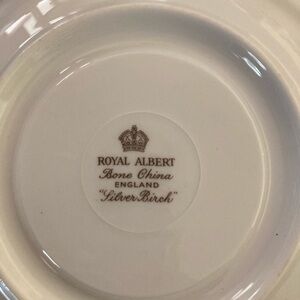 ROYAL ALBERT
Bone China
ENGLAND
"Silver Birch"